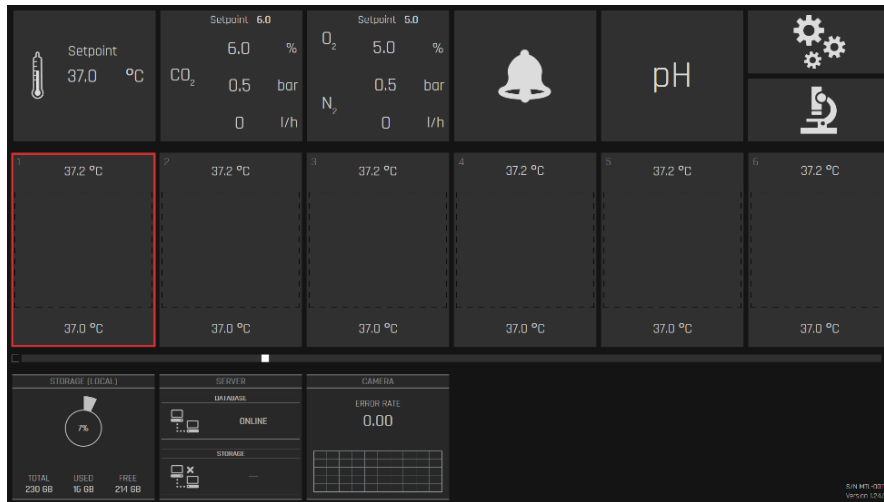 Setpoint
37.0 °C
Setpoint 6.0
6.0 %
CO2
0.5 bar
0 l/h
Setpoint 5.0
O2
5.0 %
0.5 bar
N2
0 l/h
pH
1
37.2 °C
2
37.2 °C
3
37.2 °C
4
37.2 °C
5
37.2 °C
6
37.2 °C
37.0 °C
37.0 °C
37.0 °C
37.0 °C
37.0 °C
37.0 °C
STORAGE (LOCAL)
7%
TOTAL USED FREE
230 GB 16 GB 214 GB
SERVER
DATABASE
ONLINE
STORAGE
---
CAMERA
ERROR RATE
0.00
S/N MTL-001
Version